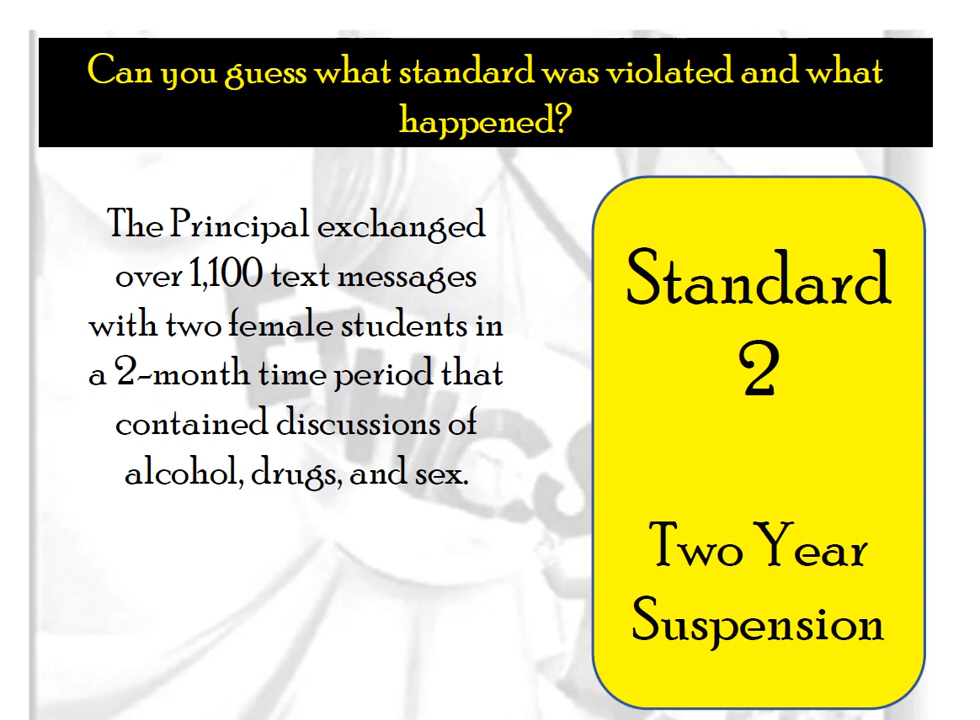 Can you guess what standard was violated and what
happened?
The Principal exchanged
over 1,100 text messages
with two female students in
a 2-month time period that
contained discussions of
alcohol, drugs, and sex.
ETHICS
Standard
2
Two Year
Suspension